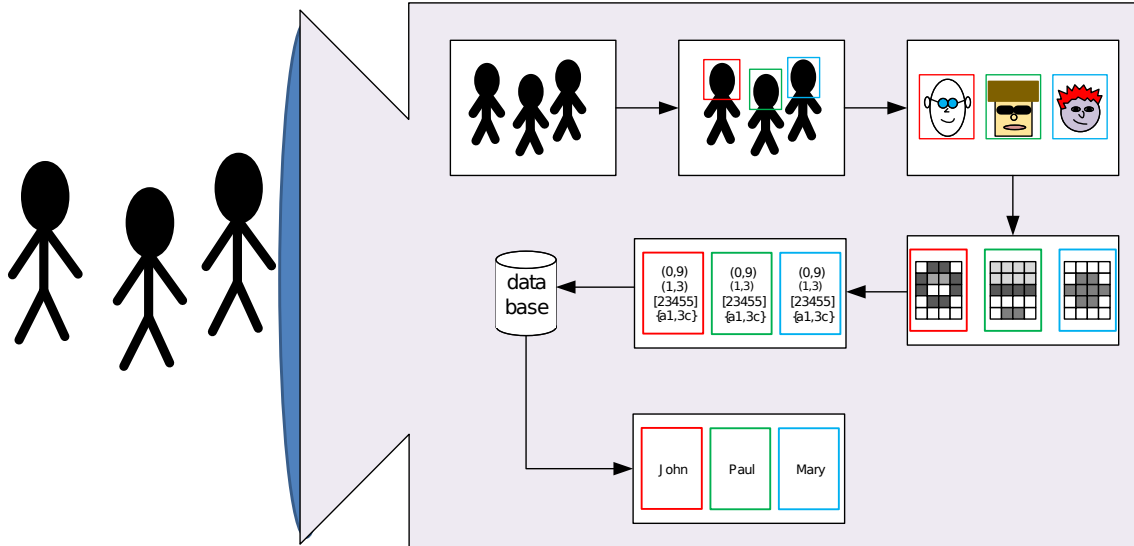 (0,9)
(1,3)
[23455]
{a1,3c}
(0,9)
(1,3)
[23455]
{a1,3c}
(0,9)
(1,3)
[23455]
{a1,3c}
data
base
John
Paul
Mary